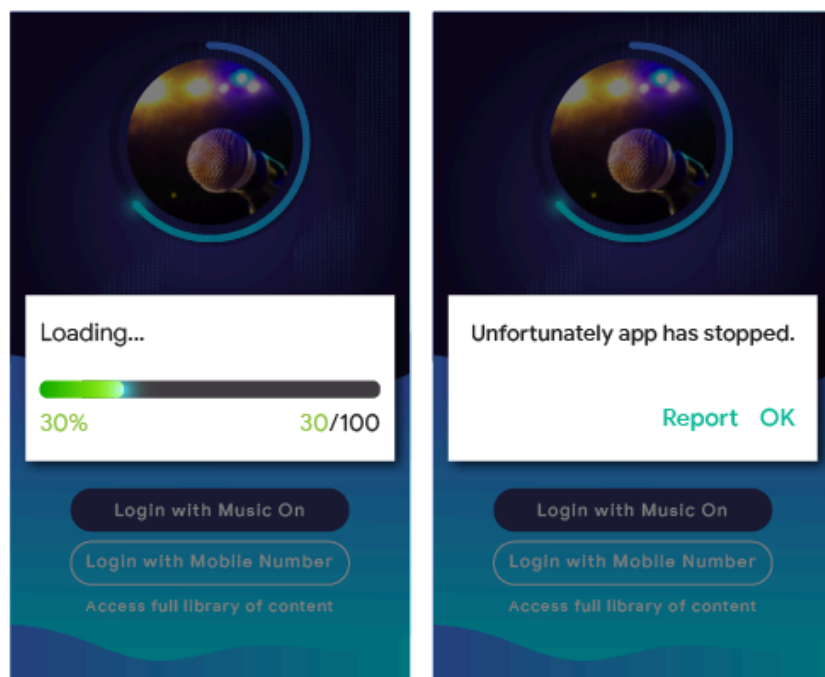 Loading...
30% 30/100
Login with Music On
Login with Mobile Number
Access full library of content
Unfortunately app has stopped.
Report OK
Login with Music On
Login with Mobile Number
Access full library of content